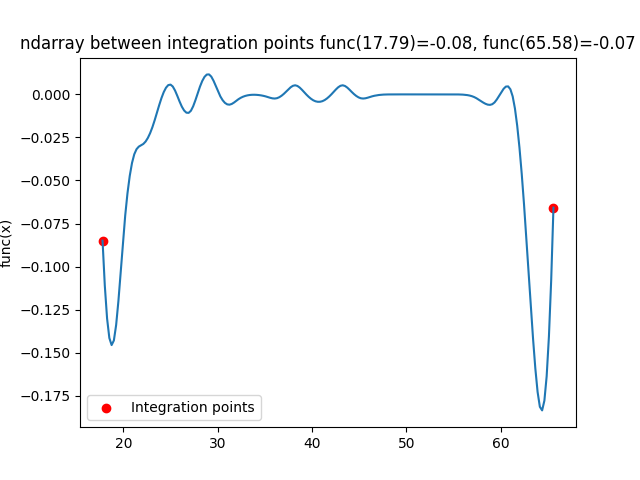 ndarray between integration points func(17.79)=-0.08, func(65.58)=-0.07
0.000
−0.025
−0.050
−0.075
−0.100
−0.125
−0.150
−0.175
func(x)
Integration points
20 30 40 50 60